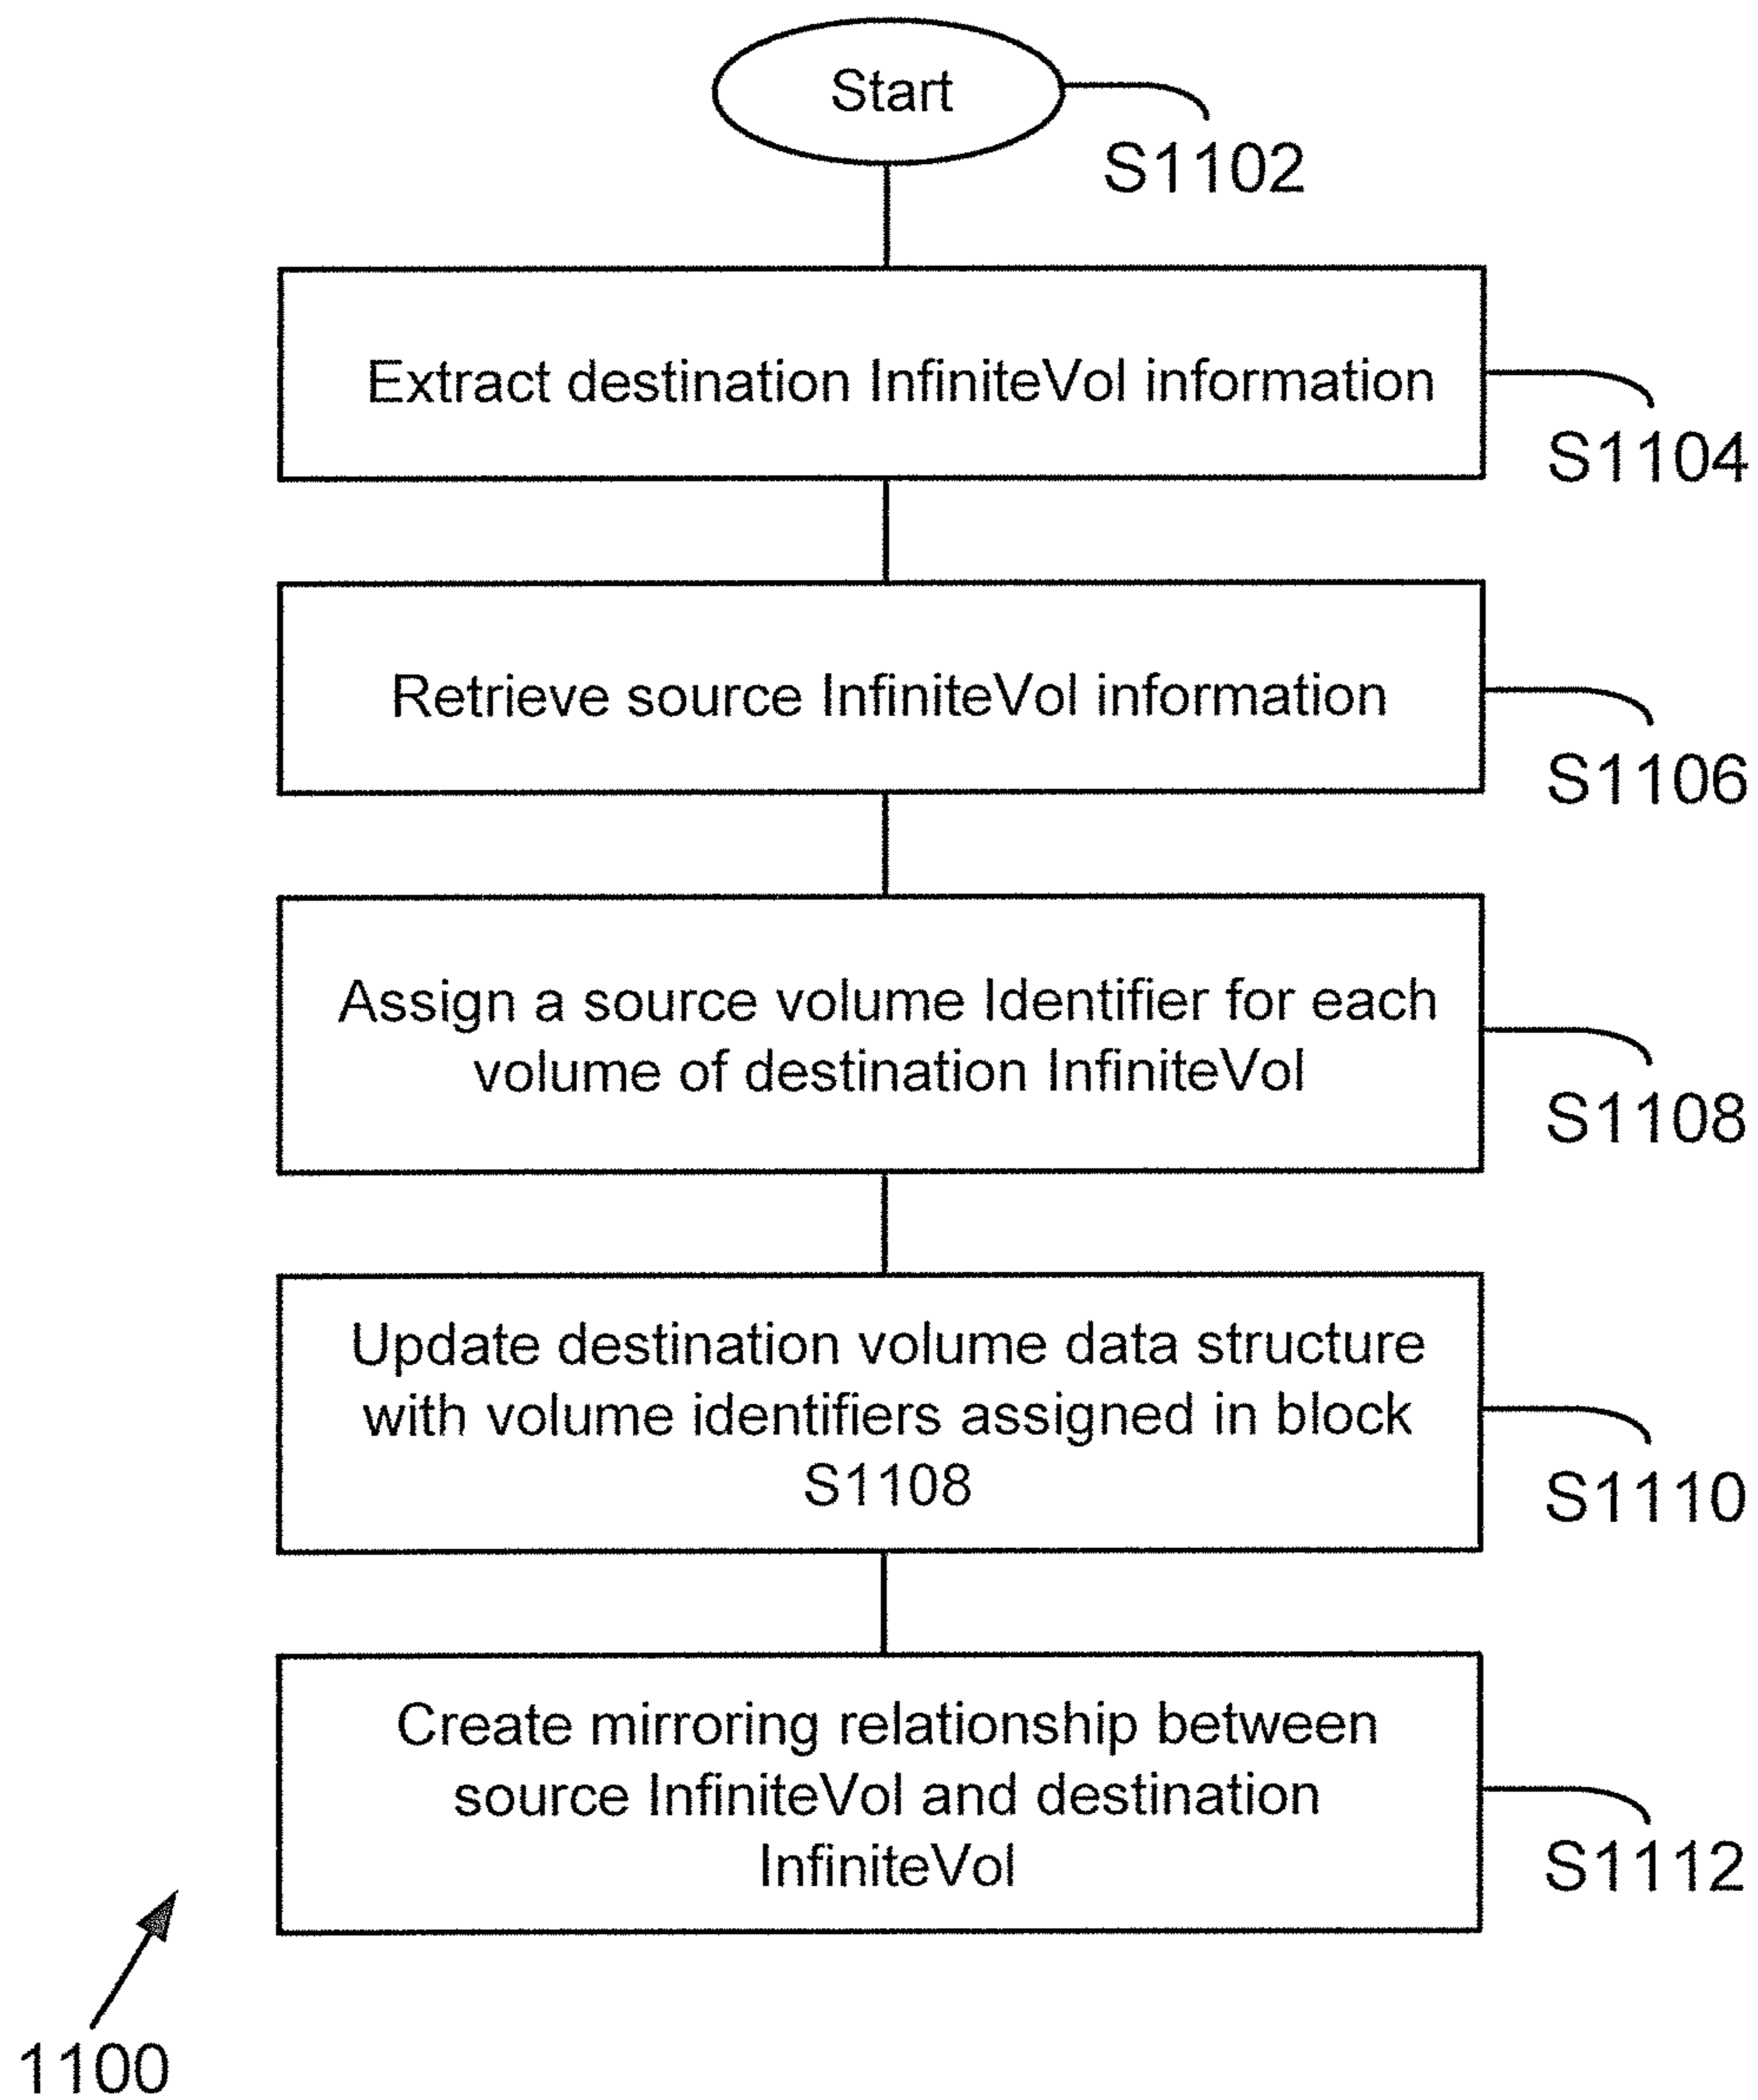 Start
S1102
Extract destination InfiniteVol information
S1104
Retrieve source InfiniteVol information
S1106
Assign a source volume Identifier for each
volume of destination InfiniteVol
S1108
Update destination volume data structure
with volume identifiers assigned in block
S1108
S1110
Create mirroring relationship between
source InfiniteVol and destination
InfiniteVol
S1112
1100